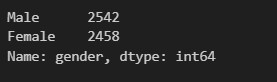 Male      2542
Female    2458
Name: gender, dtype: int64